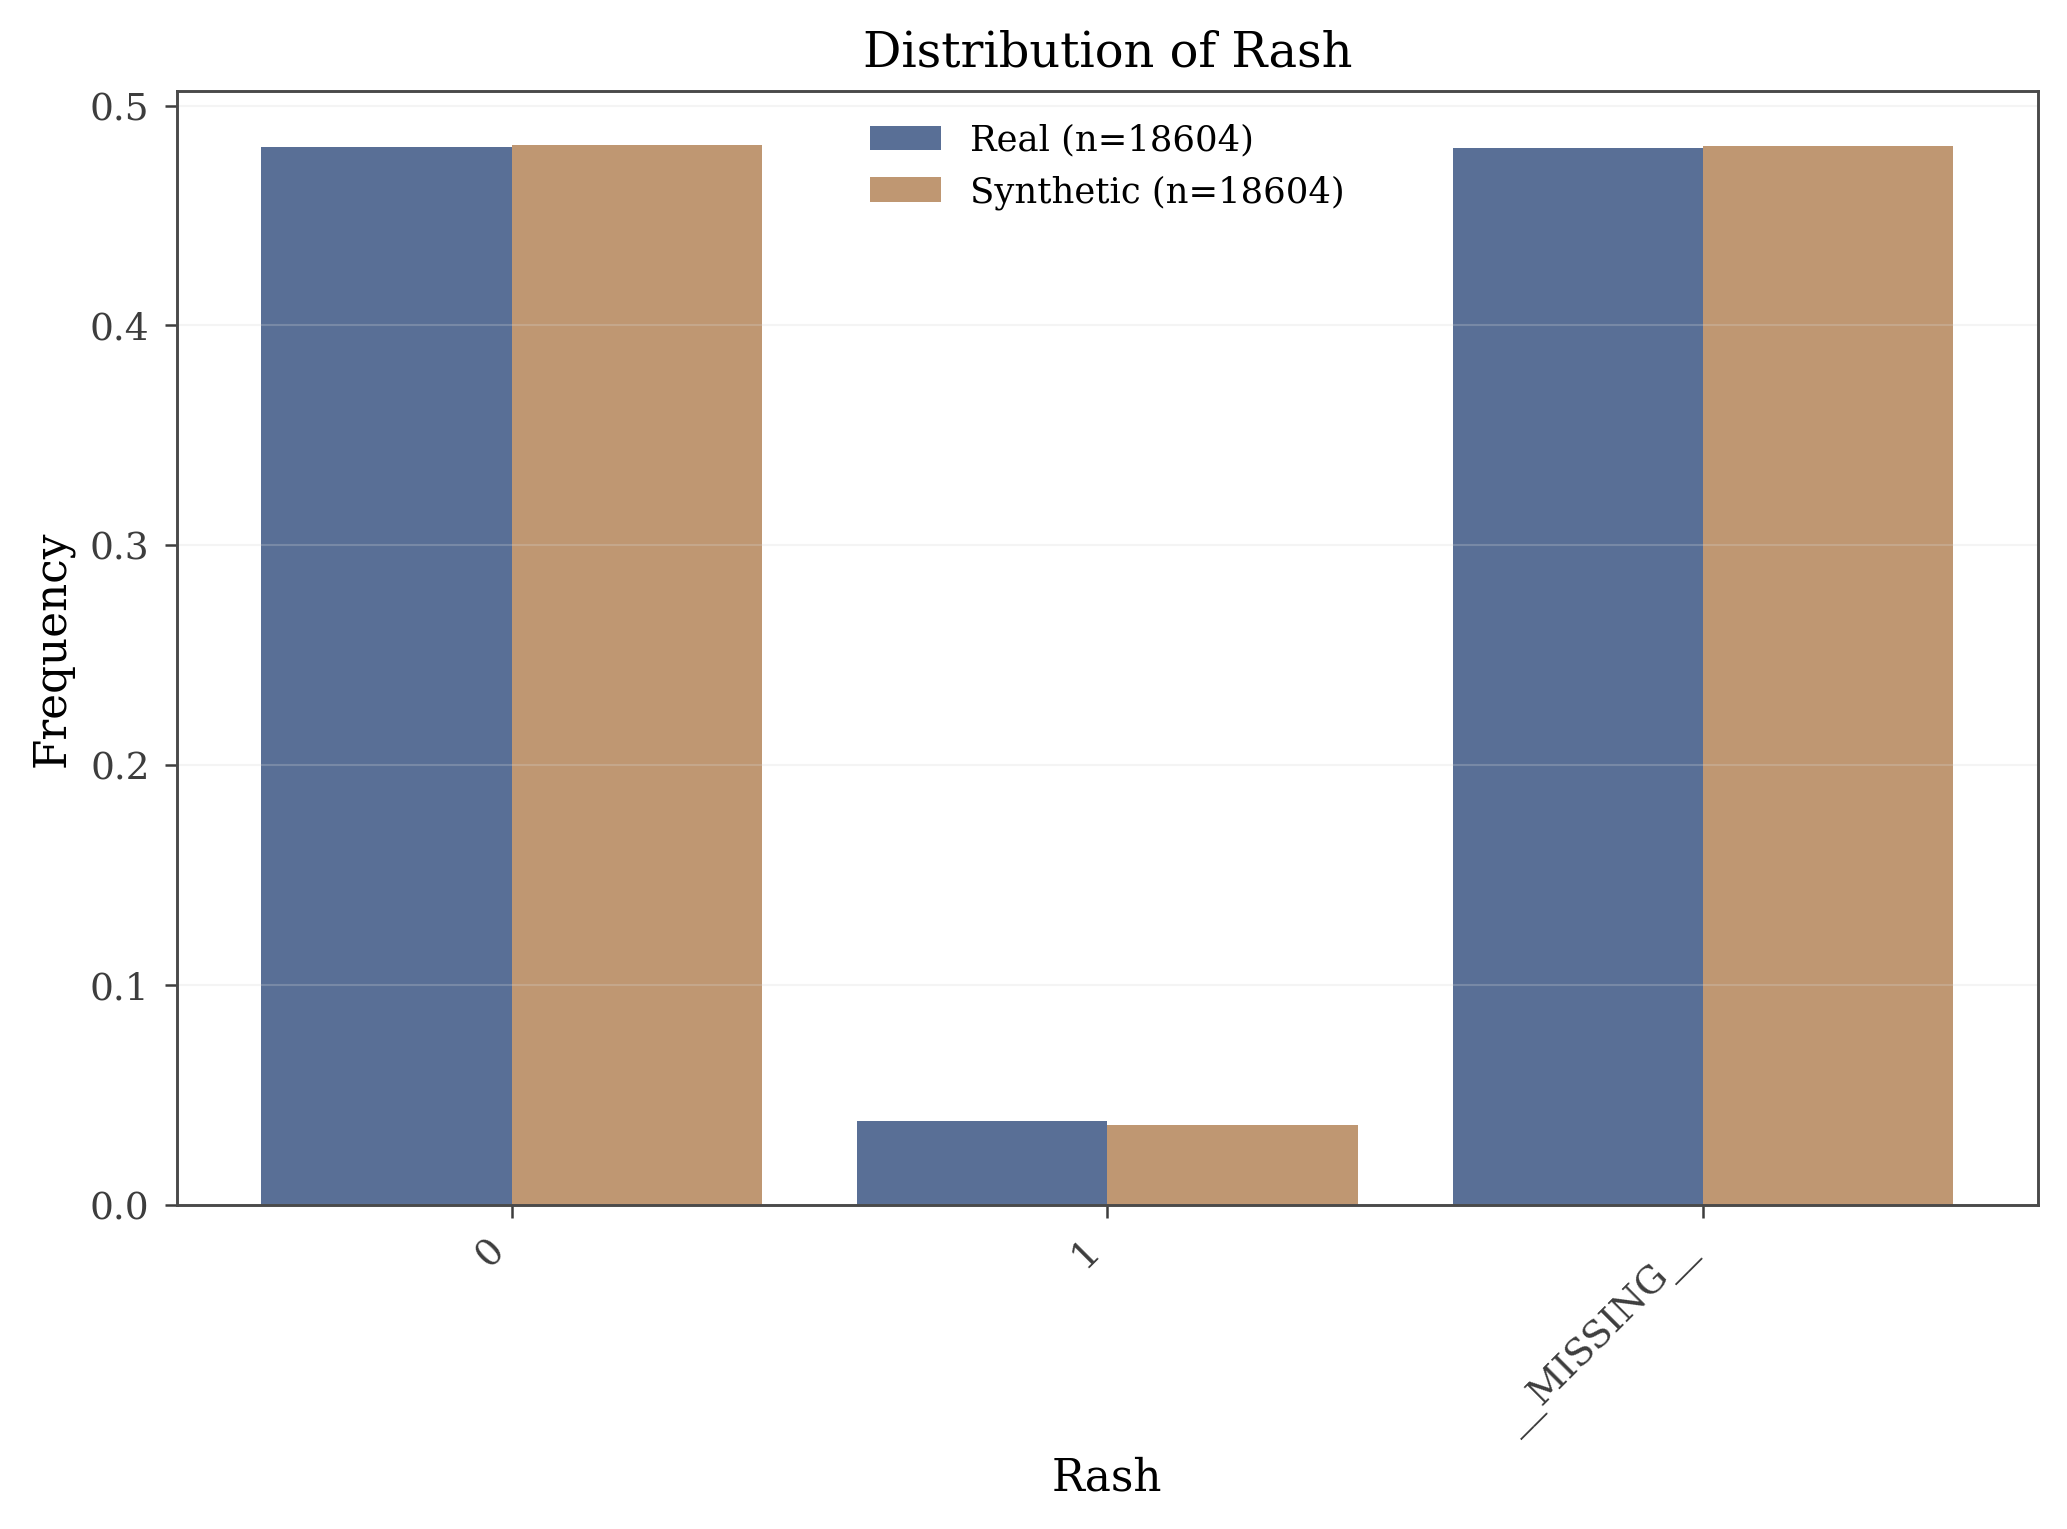 Distribution of Rash
Real (n=18604)
Synthetic (n=18604)
Frequency
0.5
0.4
0.3
0.2
0.1
0.0
0
1
__MISSING__
Rash